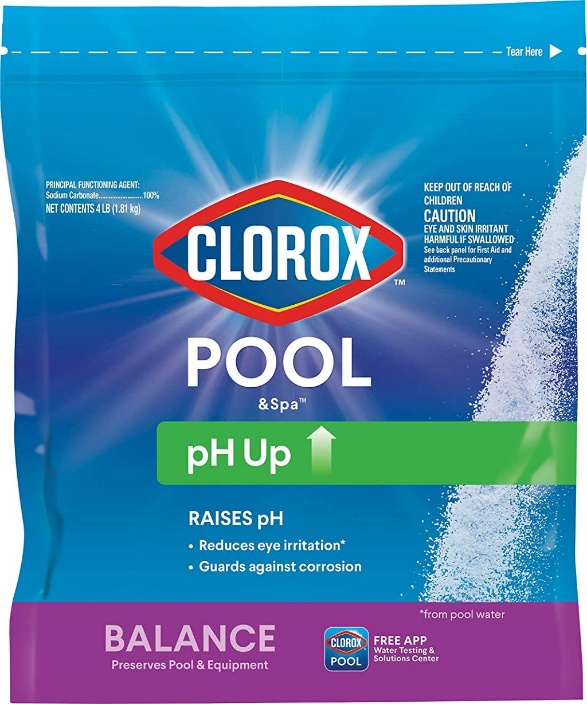 Tear Here
PRINCIPAL FUNCTIONING AGENT:
Sodium Carbonate.....................100%
NET CONTENTS 4 LB (1.81 kg)
KEEP OUT OF REACH OF
CHILDREN
CAUTION
EYE AND SKIN IRRITANT
HARMFUL IF SWALLOWED
See back panel for First Aid and
additional Precautionary
Statements
CLOROX
TM
POOL
&Spa™
pH Up
RAISES pH
• Reduces eye irritation*
• Guards against corrosion
*from pool water
BALANCE
Preserves Pool & Equipment
CLOROX
POOL
FREE APP
Water Testing &
Solutions Center